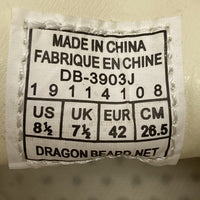 MADE IN CHINA
FABRIQUE EN CHINE
DB-3903J
19114108
US UK EUR CM
8½ 7½ 42 26.5
DRAGON BEARD.NET